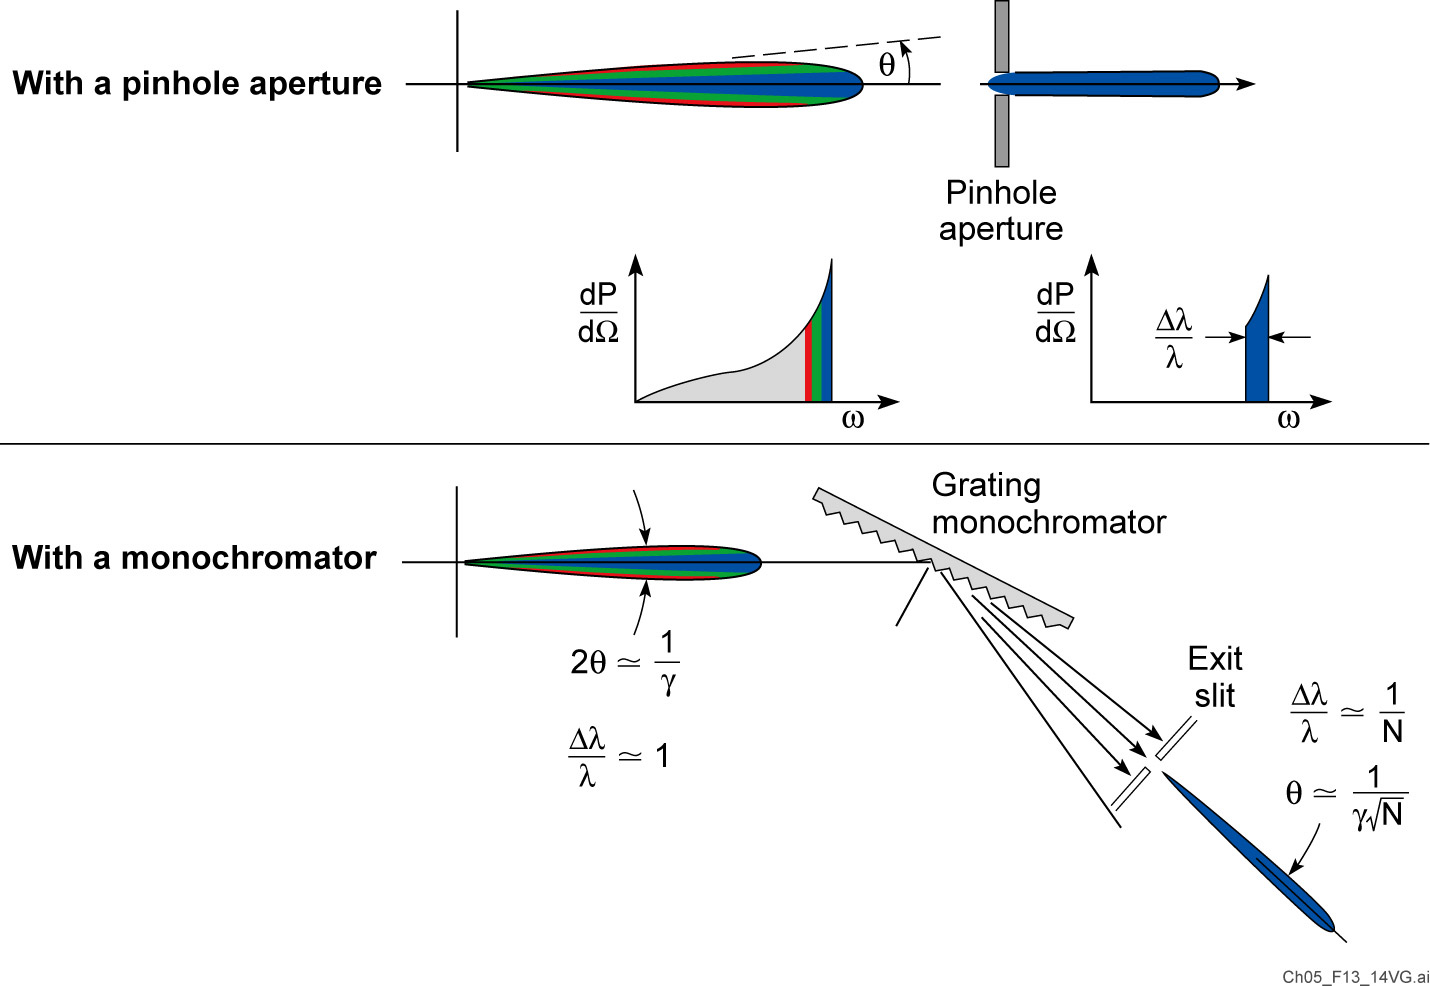 With a pinhole aperture
θ
Pinhole
aperture
dP
dΩ
ω
dP
dΩ
Δλ
λ
ω
Grating
monochromator
With a monochromator
2θ ≃ 1/γ
Δλ/λ ≃ 1
Exit
slit
Δλ/λ ≃ 1/N
θ ≃ 1/γ√N
Ch05_F13_14VG.ai